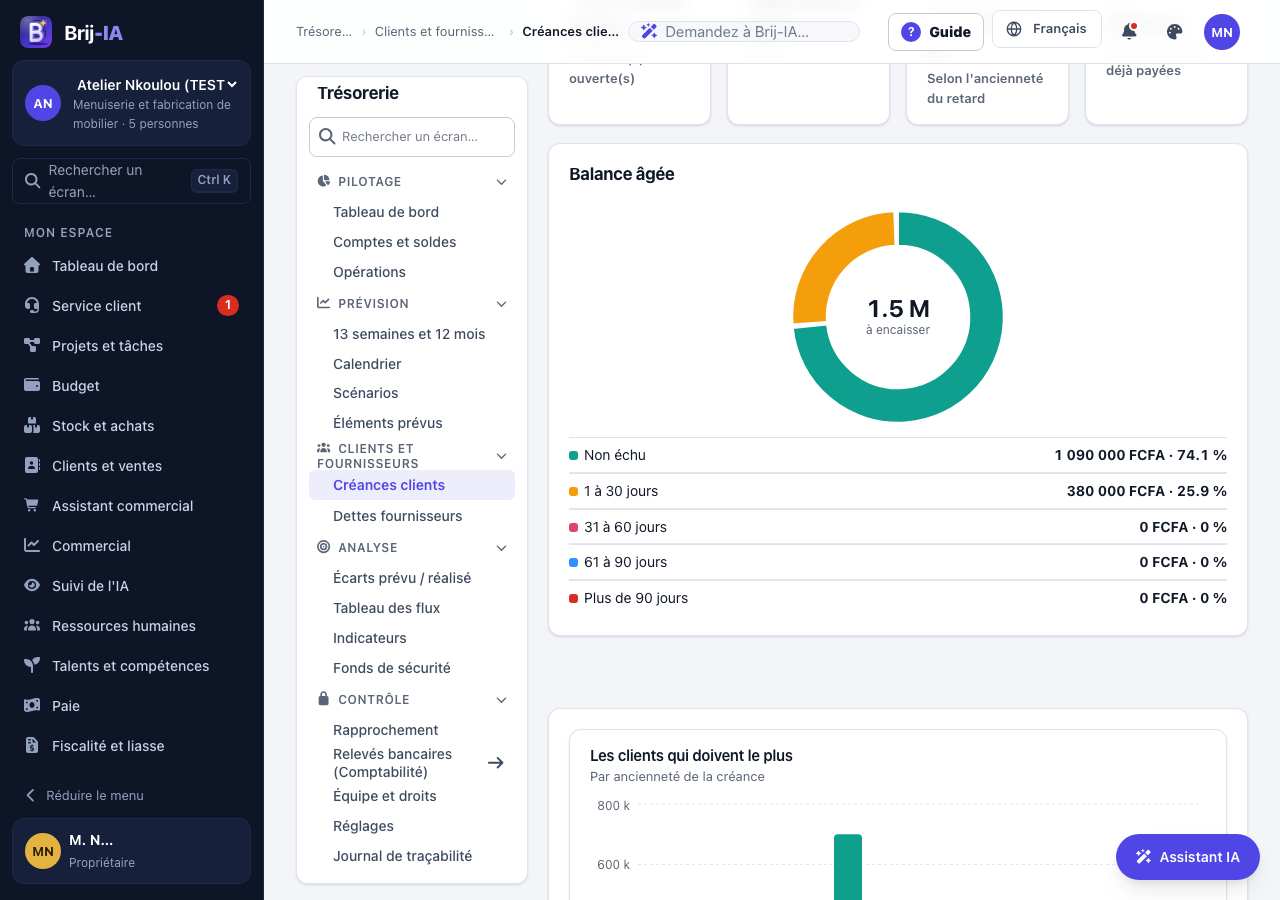 Brij-IA
AN
Atelier Nkoulou (TEST
Menuiserie et fabrication de
mobilier · 5 personnes
Rechercher un
écran...
Ctrl K
MON ESPACE
Tableau de bord
Service client
1
Projets et tâches
Budget
Stock et achats
Clients et ventes
Assistant commercial
Commercial
Suivi de l'IA
Ressources humaines
Talents et compétences
Paie
Fiscalité et liasse
Réduire le menu
MN
M. N...
Propriétaire
Trésore... › Clients et fourniss... › Créances clie...
Demandez à Brij-IA...
? Guide
Français
MN
Trésorerie
Rechercher un écran...
PILOTAGE
Tableau de bord
Comptes et soldes
Opérations
PRÉVISION
13 semaines et 12 mois
Calendrier
Scénarios
Éléments prévus
CLIENTS ET
FOURNISSEURS
Créances clients
Dettes fournisseurs
ANALYSE
Écarts prévu / réalisé
Tableau des flux
Indicateurs
Fonds de sécurité
CONTRÔLE
Rapprochement
Relevés bancaires
(Comptabilité)
Équipe et droits
Réglages
Journal de traçabilité
ouverte(s)
Selon l'ancienneté
du retard
déjà payées
Balance âgée
1.5 M
à encaisser
Non échu 1 090 000 FCFA · 74.1 %
1 à 30 jours 380 000 FCFA · 25.9 %
31 à 60 jours 0 FCFA · 0 %
61 à 90 jours 0 FCFA · 0 %
Plus de 90 jours 0 FCFA · 0 %
Les clients qui doivent le plus
Par ancienneté de la créance
800 k
600 k
Assistant IA